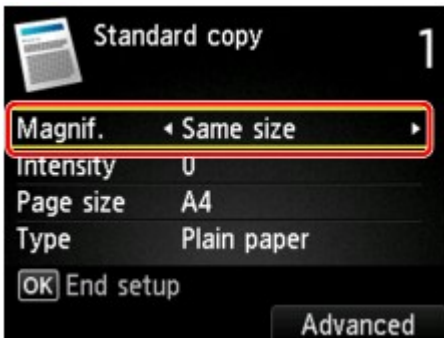 Standard copy 1
Magnif. Same size
Intensity 0
Page size A4
Type Plain paper
OK End setup
Advanced